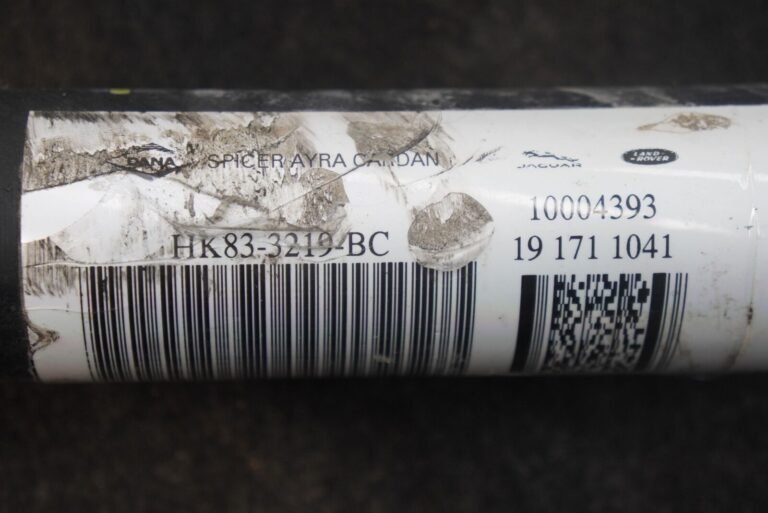 DANA SPICER AYRA CARDAN
HK83-3219-BC
JAGUAR
LAND ROVER
10004393
19 171 1041